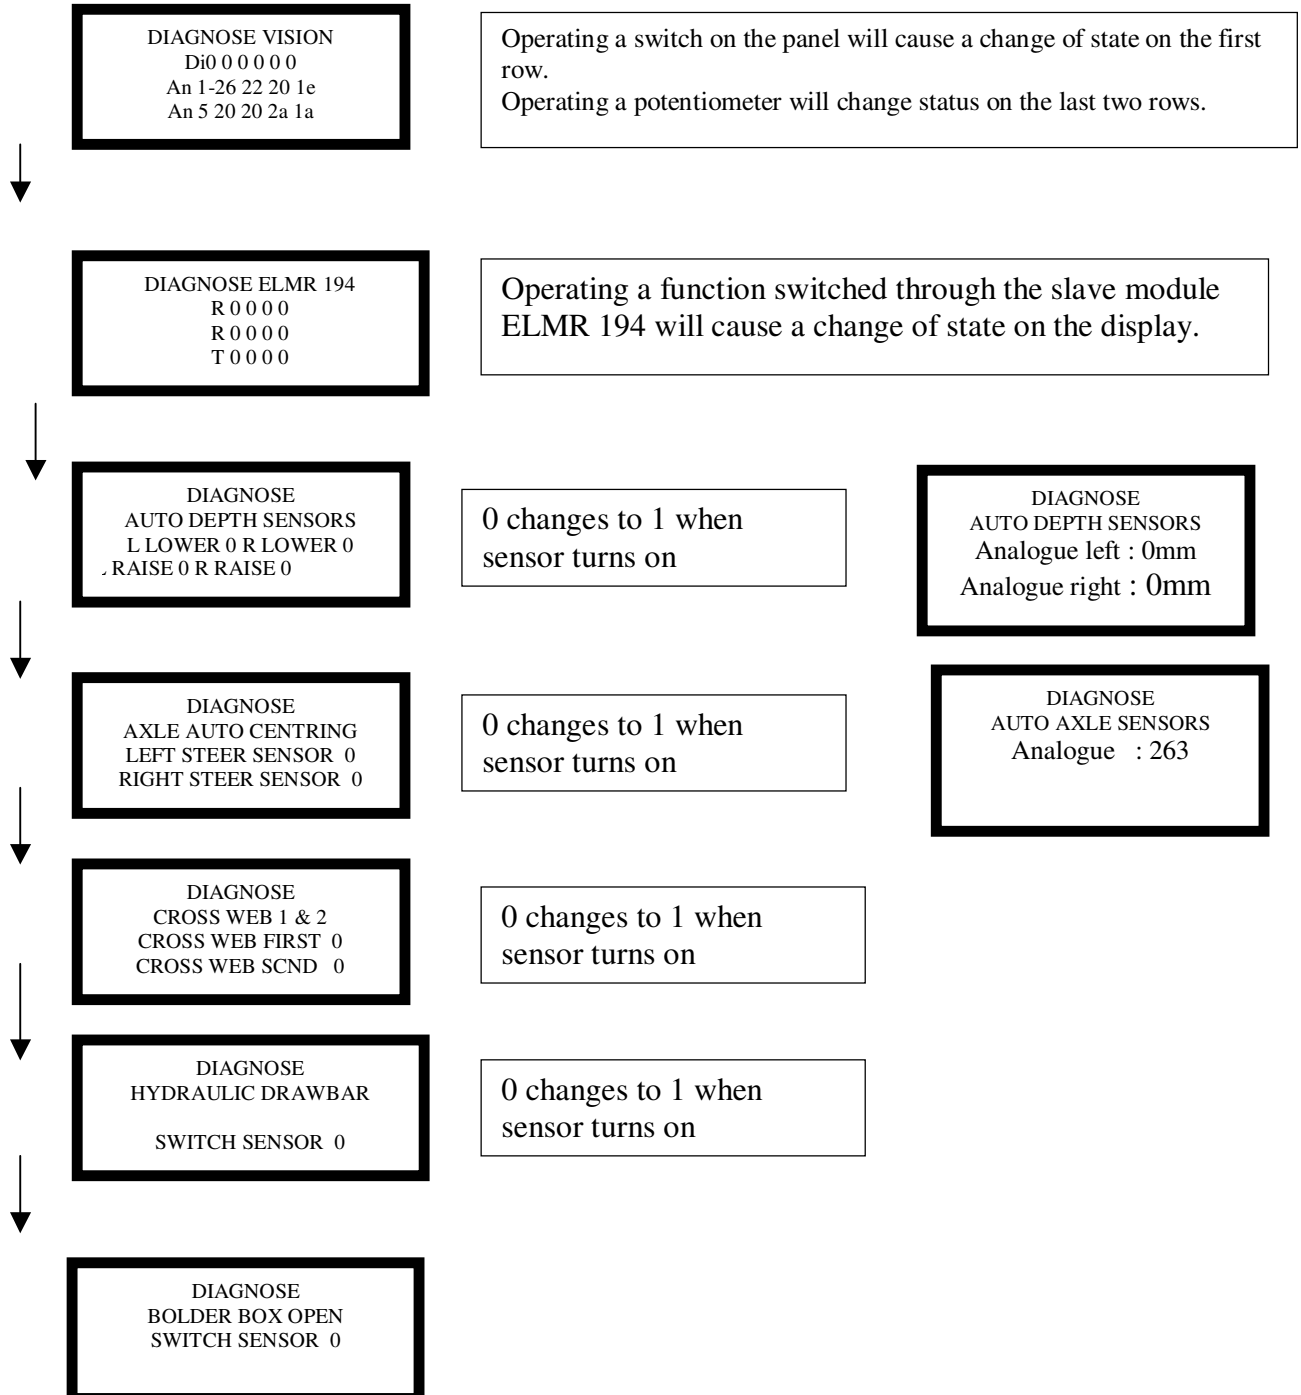 DIAGNOSE VISION
Di0 0 0 0 0 0
An 1-26 22 20 1e
An 5 20 20 2a 1a
Operating a switch on the panel will cause a change of state on the first
row.
Operating a potentiometer will change status on the last two rows.
DIAGNOSE ELMR 194
R 0 0 0 0
R 0 0 0 0
T 0 0 0 0
Operating a function switched through the slave module
ELMR 194 will cause a change of state on the display.
DIAGNOSE
AUTO DEPTH SENSORS
L LOWER 0 R LOWER 0
RAISE 0 R RAISE 0
0 changes to 1 when
sensor turns on
DIAGNOSE
AUTO DEPTH SENSORS
Analogue left : 0mm
Analogue right : 0mm
DIAGNOSE
AXLE AUTO CENTRING
LEFT STEER SENSOR 0
RIGHT STEER SENSOR 0
0 changes to 1 when
sensor turns on
DIAGNOSE
AUTO AXLE SENSORS
Analogue : 263
DIAGNOSE
CROSS WEB 1 & 2
CROSS WEB FIRST 0
CROSS WEB SCND 0
0 changes to 1 when
sensor turns on
DIAGNOSE
HYDRAULIC DRAWBAR
SWITCH SENSOR 0
0 changes to 1 when
sensor turns on
DIAGNOSE
BOLDER BOX OPEN
SWITCH SENSOR 0